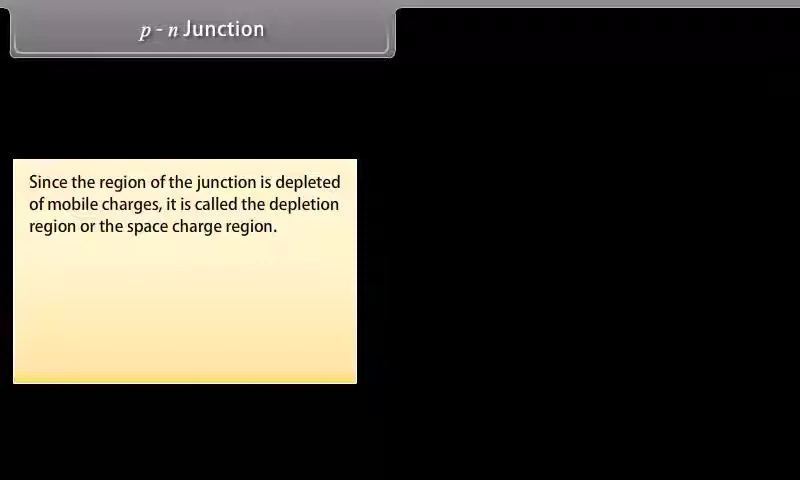 p - n Junction
Since the region of the junction is depleted
of mobile charges, it is called the depletion
region or the space charge region.